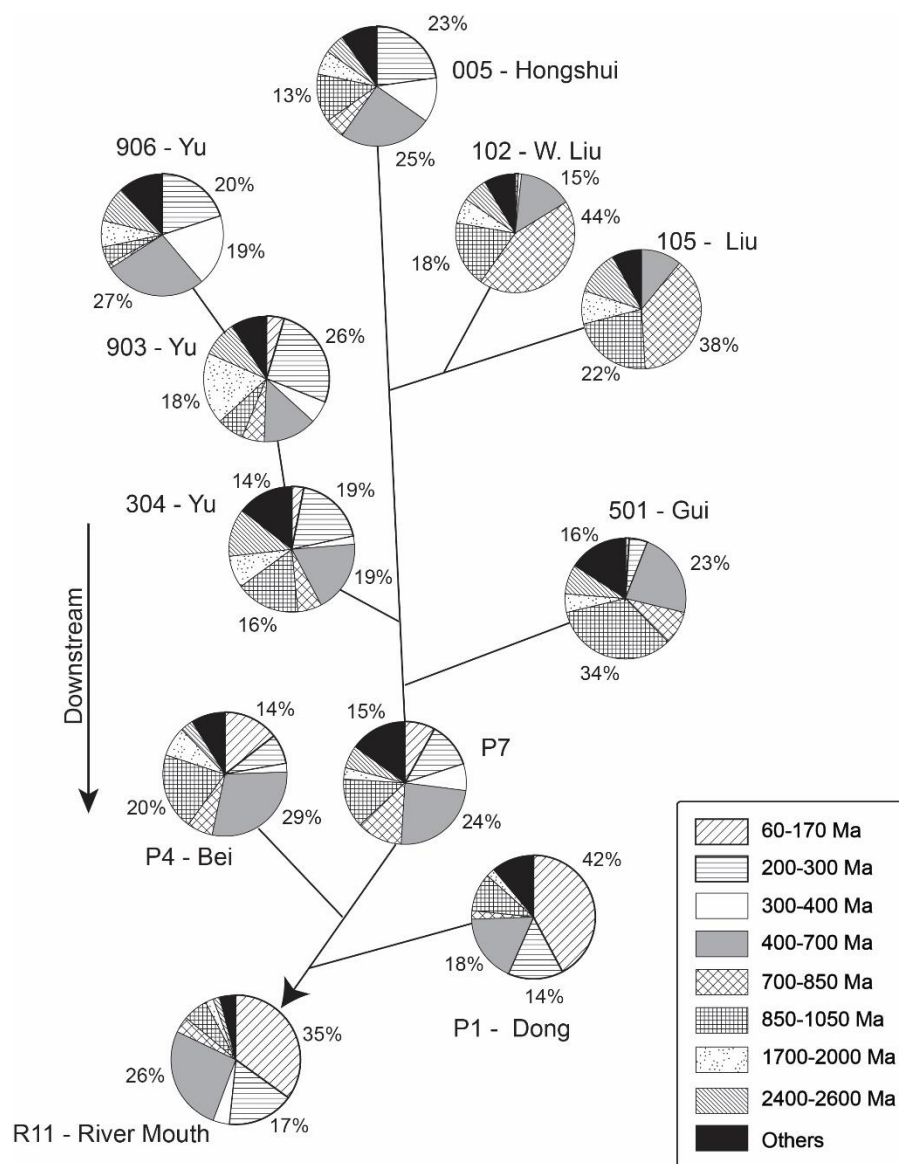 23%
005 - Hongshui
13%
25%
906 - Yu
20%
19%
27%
102 - W. Liu
15%
44%
18%
105 - Liu
38%
22%
903 - Yu
26%
18%
304 - Yu
14%
19%
19%
16%
501 - Gui
16%
23%
34%
Downstream
14%
20%
29%
P4 - Bei
15%
P7
24%
42%
18%
14%
P1 - Dong
35%
26%
17%
R11 - River Mouth
60-170 Ma
200-300 Ma
300-400 Ma
400-700 Ma
700-850 Ma
850-1050 Ma
1700-2000 Ma
2400-2600 Ma
Others